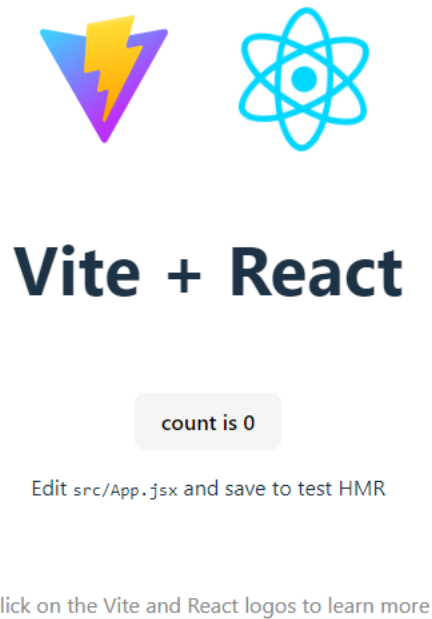 Vite + React
count is 0
Edit src/App.jsx and save to test HMR
lick on the Vite and React logos to learn more